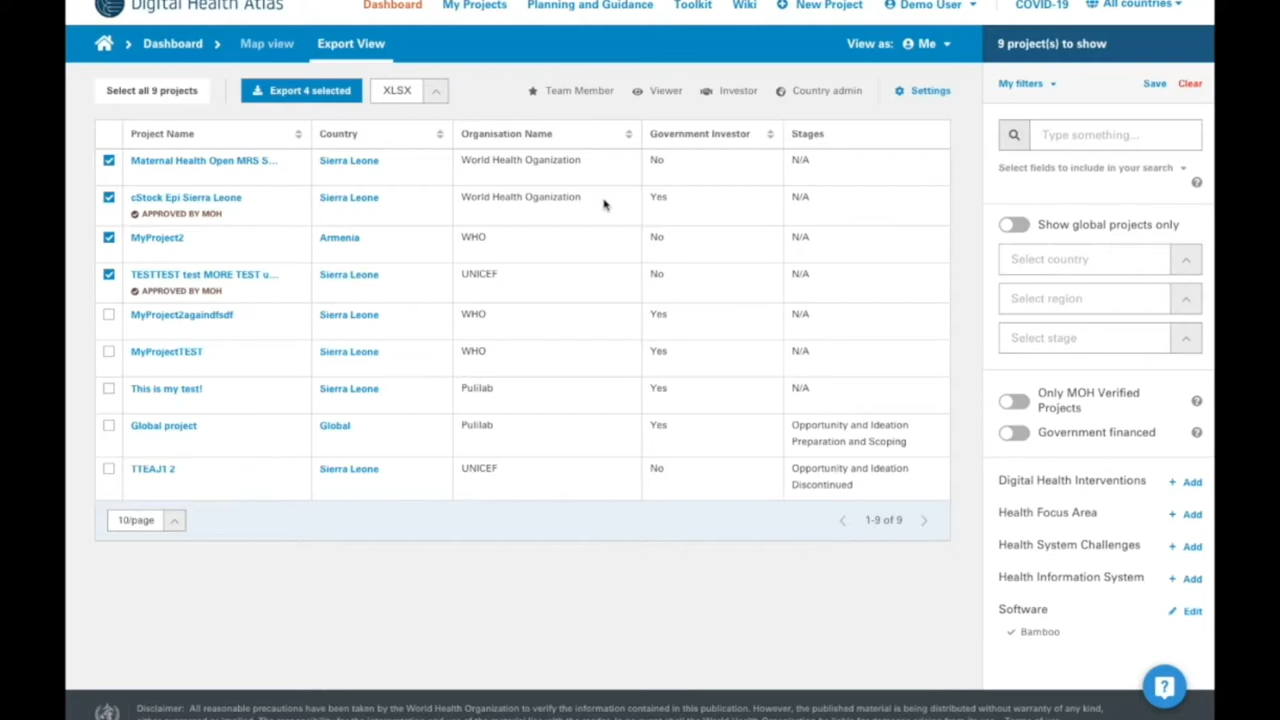 Digital Health Atlas
Dashboard My Projects Planning and Guidance Toolkit Wiki New Project Demo User COVID-19 All countries
Dashboard Map view Export View View as: Me 9 project(s) to show
Select all 9 projects Export 4 selected XLSX Team Member Viewer Investor Country admin Settings
My filters Save Clear
Project Name Country Organisation Name Government Investor Stages
Type something...
Maternal Health Open MRS S... Sierra Leone World Health Oganization No N/A
Select fields to include in your search
cStock Epi Sierra Leone Sierra Leone World Health Oganization Yes N/A
APPROVED BY MOH
Show global projects only
MyProject2 Armenia WHO No N/A
Select country
TESTTEST test MORE TEST u... Sierra Leone UNICEF No N/A
APPROVED BY MOH
Select region
MyProject2againdfsdf Sierra Leone WHO Yes N/A
Select stage
MyProjectTEST Sierra Leone WHO Yes N/A
This is my test! Sierra Leone Pulilab Yes N/A
Only MOH Verified
Projects
Global project Global Pulilab Yes Opportunity and Ideation
Preparation and Scoping
Government financed
TTEAJ1 2 Sierra Leone UNICEF No Opportunity and Ideation
Discontinued
Digital Health Interventions + Add
Health Focus Area + Add
10/page 1-9 of 9
Health System Challenges + Add
Health Information System + Add
Software Edit
Bamboo
Disclaimer: All reasonable precautions have been taken by the World Health Organization to verify the information contained in this publication. However, the published material is being distributed without warranty of any kind,